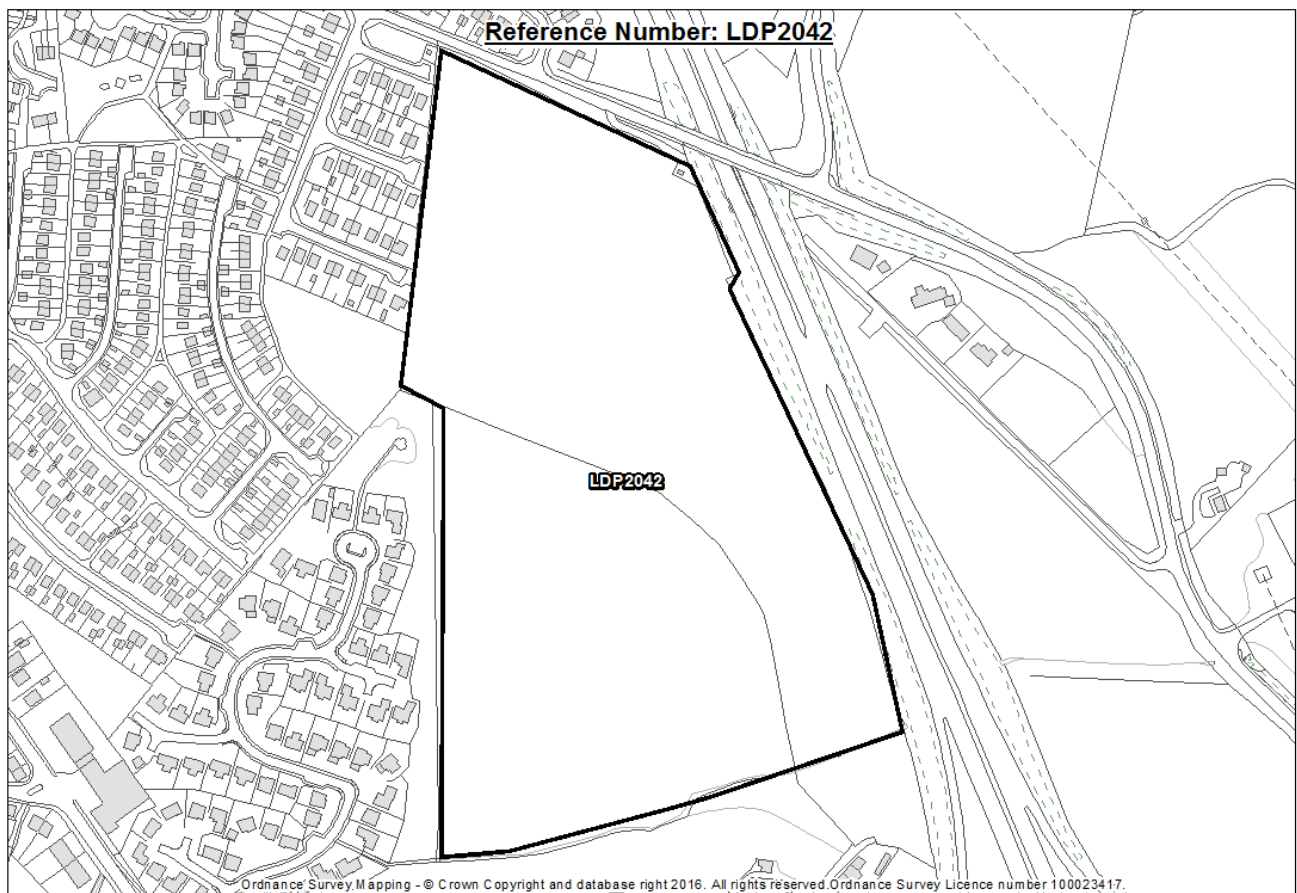 Reference Number: LDP2042
LDP2042
Ordnance Survey Mapping - © Crown Copyright and database right 2016. All rights reserved.Ordnance Survey Licence number 100023417.